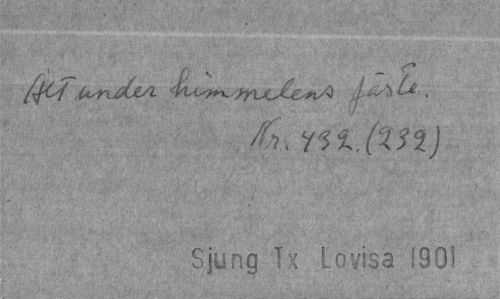 Allt under himmelens fäste.
Nr. 432. (232)
Sjung Tx Lovisa 1901